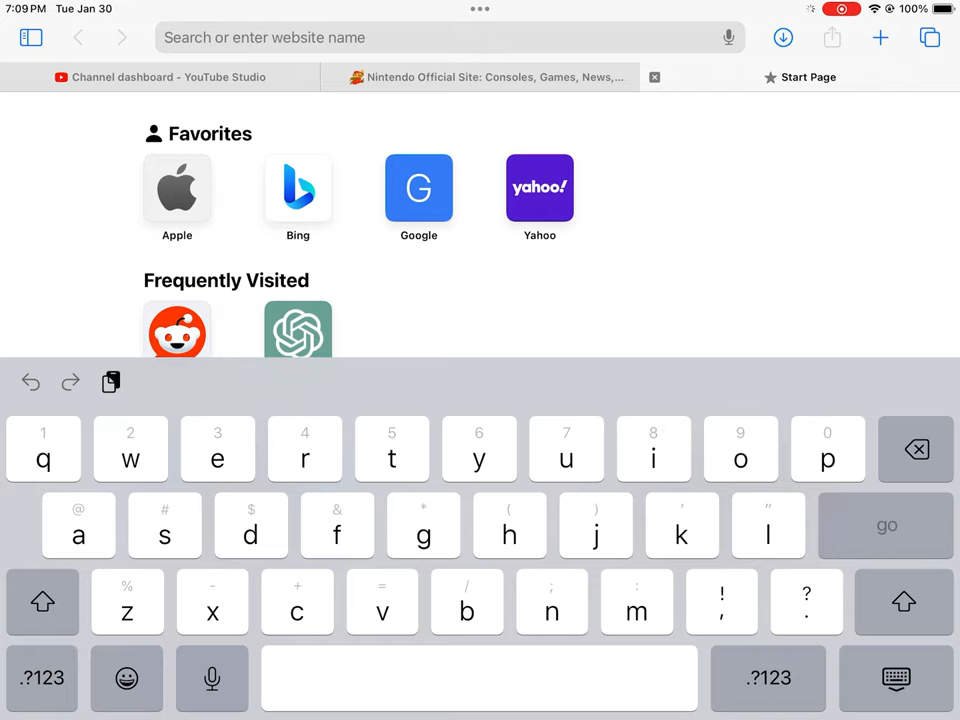 7:09 PM Tue Jan 30 100%
Search or enter website name
Channel dashboard - YouTube Studio Nintendo Official Site: Consoles, Games, News,... Start Page
Favorites
G yahoo!
Apple Bing Google Yahoo
Frequently Visited
1 2 3 4 5 6 7 8 9 0
q w e r t y u i o p
@ # $ & * ( ) ' "
a s d f g h j k l go
% - + = / ; : ! ?
z x c v b n m , .
.?123 .?123